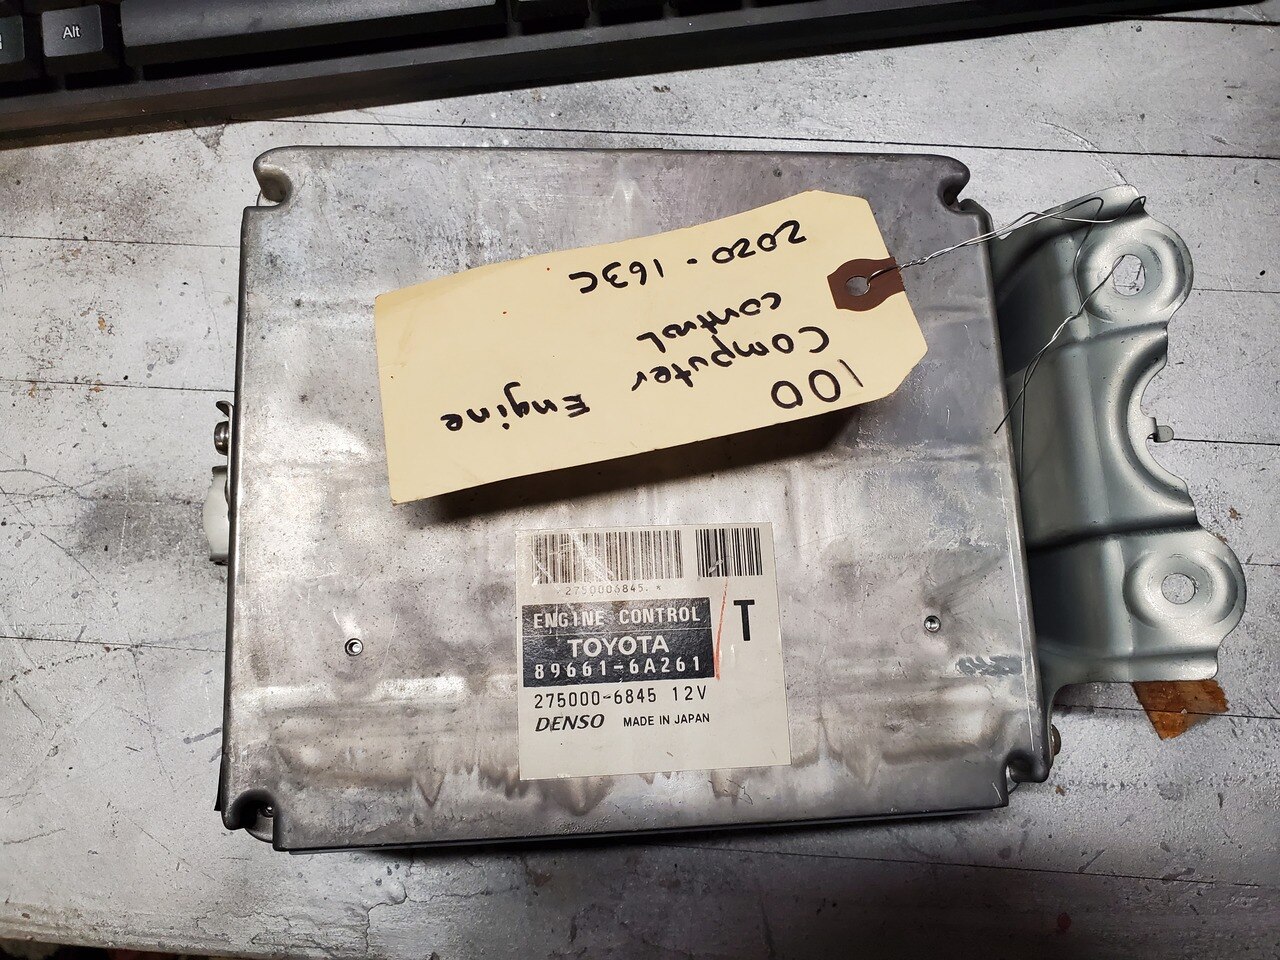 Alt
100
Computer Engine
control
2020 - 163C
*2750006845.*
ENGINE CONTROL
TOYOTA
89661-6A261
T
275000-6845 12V
DENSO MADE IN JAPAN